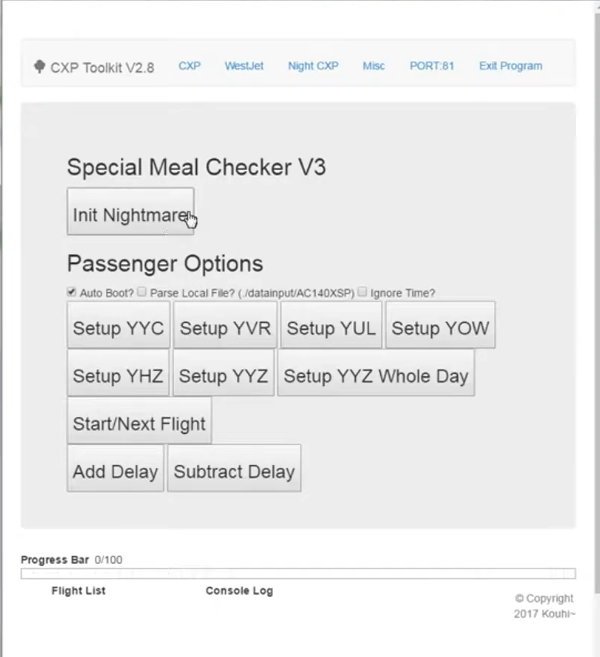 CXP Toolkit V2.8 CXP WestJet Night CXP Misc PORT:81 Exit Program
Special Meal Checker V3
Init Nightmare
Passenger Options
Auto Boot? Parse Local File? (./datainput/AC140XSP) Ignore Time?
Setup YYC Setup YVR Setup YUL Setup YOW
Setup YHZ Setup YYZ Setup YYZ Whole Day
Start/Next Flight
Add Delay Subtract Delay
Progress Bar 0/100
Flight List Console Log
© Copyright
2017 Kouhi~